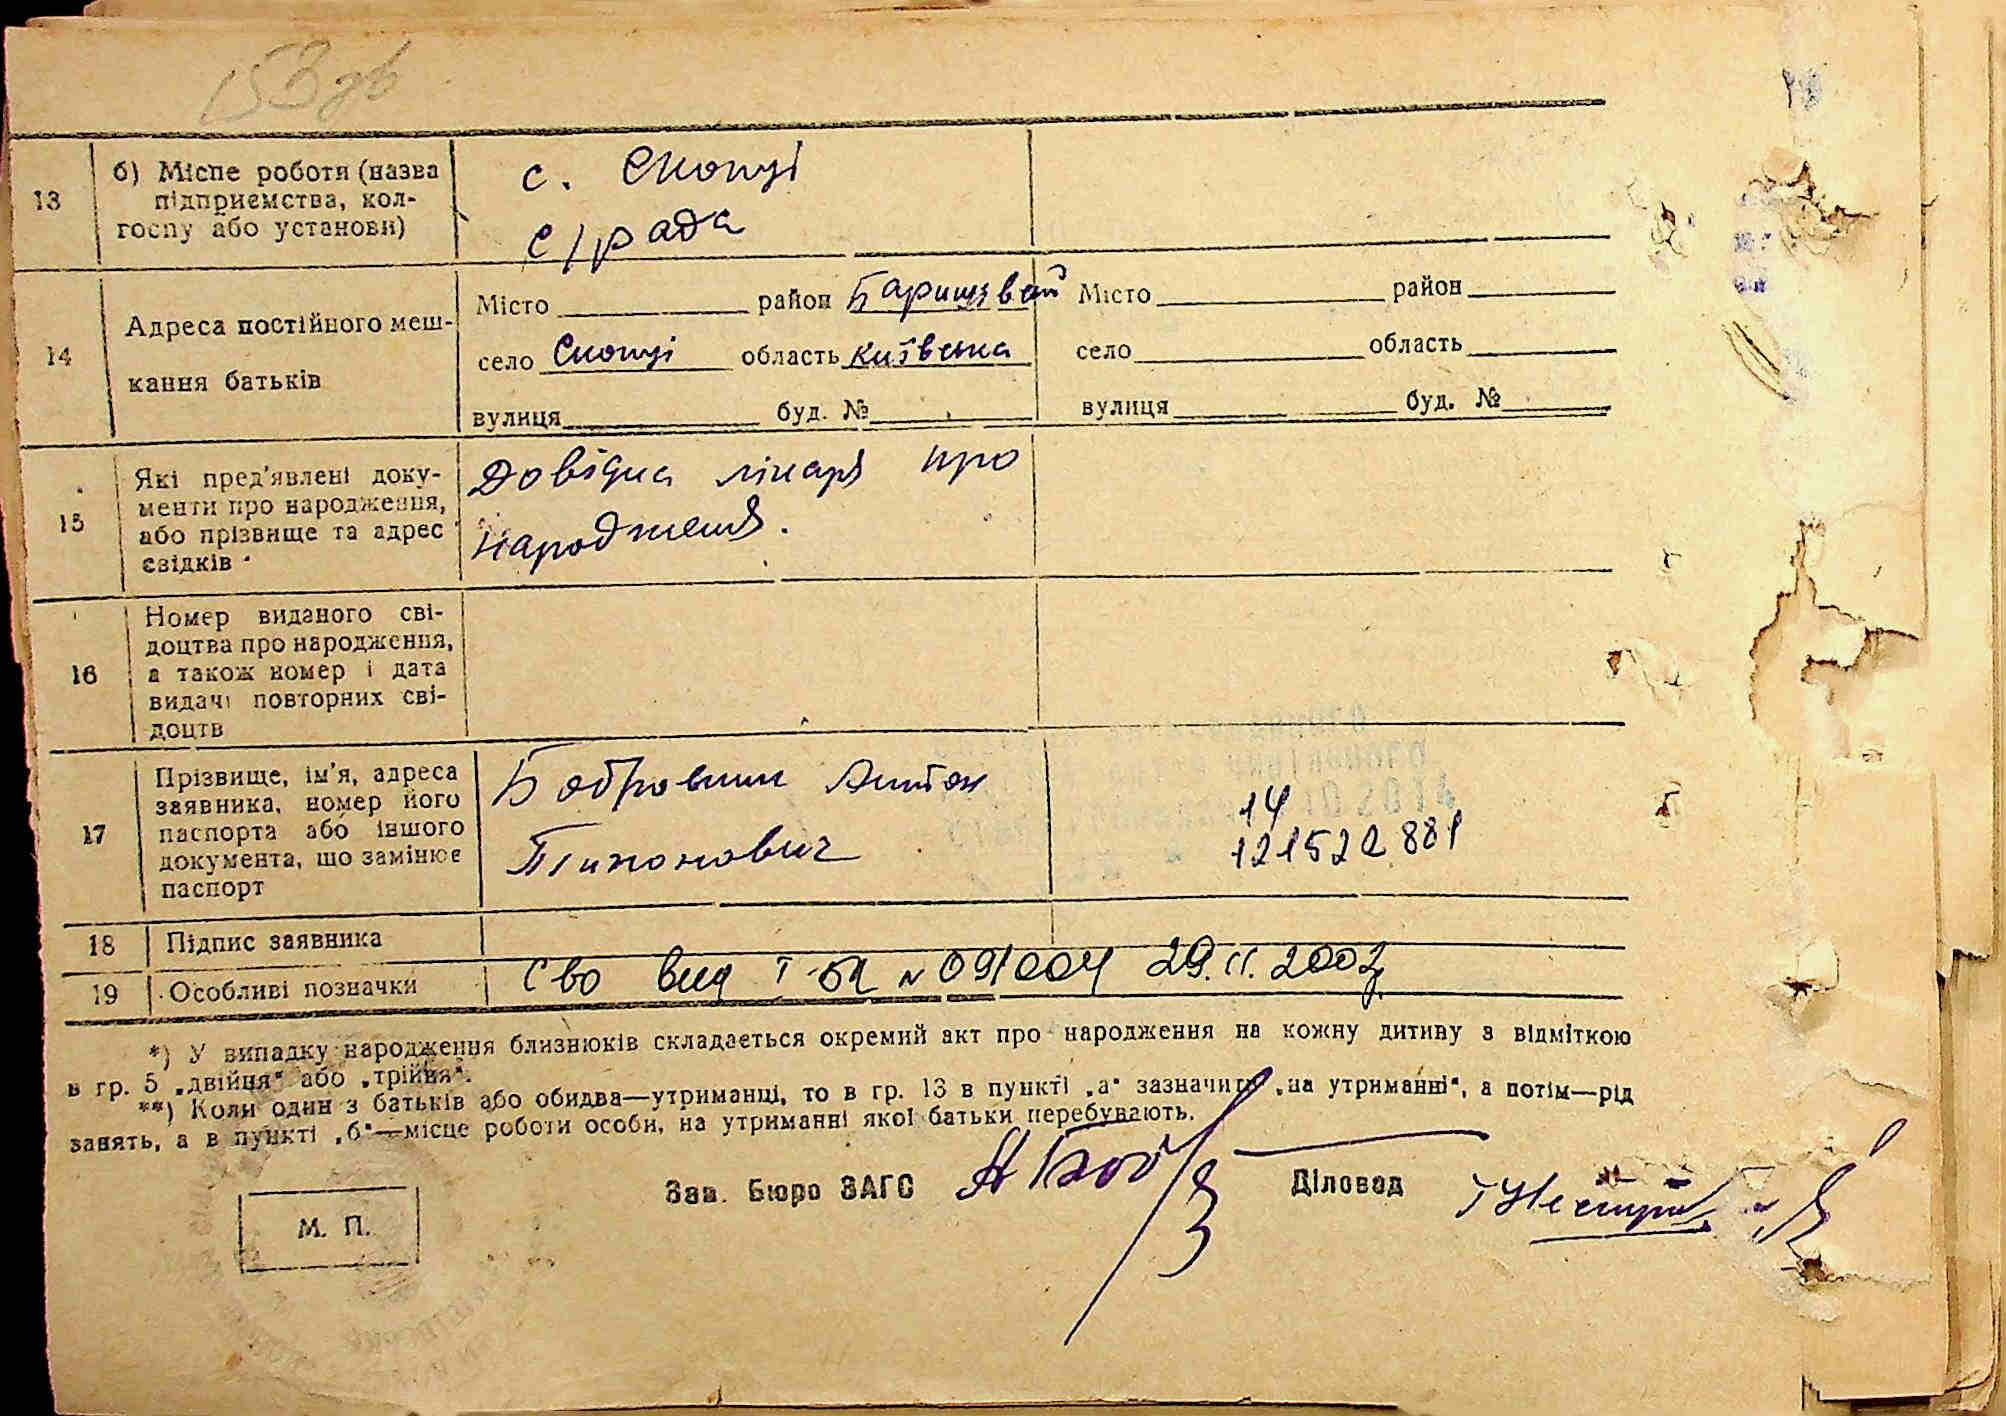 153 зв
13
б) Місце роботи (назва
підприємства, кол-
госпу або установи)
с. Скопці
с/рада
14
Адреса постійного меш-
кання батьків
Місто район Баришівський
село Скопці область Київська
вулиця буд. №
Місто район
село область
вулиця буд. №
15
Які пред'явлені доку-
менти про народження,
або прізвище та адрес
свідків
Довідка лікаря про
народження.
16
Номер виданого сві-
доцтва про народження,
а також номер і дата
видачі повторних сві-
доцтв
17
Прізвище, ім'я, адреса
заявника, номер його
паспорта або іншого
документа, що замінює
паспорт
Бобровник Антон
Тихонович
14
121522881
18 Підпис заявника
19 Особливі позначки
Сво вид І-БК № 091004 29.11.2002
*) У випадку народження близнюків складається окремий акт про народження на кожну дитину з відміткою
в гр. 5 „двійня“ або „трійня“.
**) Коли один з батьків або обидва—утриманці, то в гр. 13 в пункті „а“ зазначити „на утриманні“, а потім—рід
занять, а в пункті „б“—місце роботи особи, на утриманні якої батьки перебувають.
М. П.
Зав. Бюро ЗАГС
Діловод